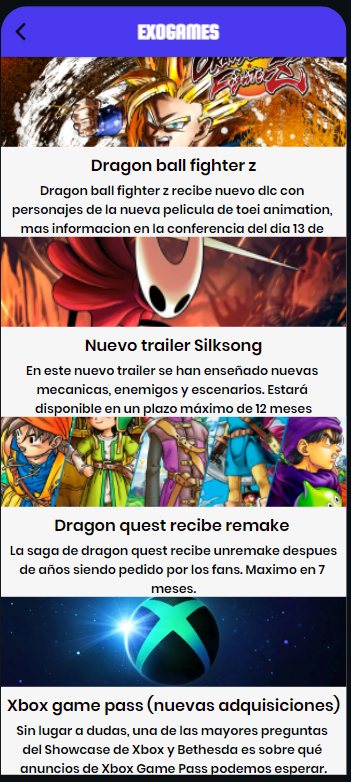 EXOGAMES
DRAGON BALL
FIGHTERZ
Dragon ball fighter z
Dragon ball fighter z recibe nuevo dlc con
personajes de la nueva pelicula de toei animation,
mas informacion en la conferencia del dia 13 de
Nuevo trailer Silksong
En este nuevo trailer se han enseñado nuevas
mecanicas, enemigos y escenarios. Estará
disponible en un plazo máximo de 12 meses
Dragon quest recibe remake
La saga de dragon quest recibe unremake despues
de años siendo pedido por los fans. Maximo en 7
meses.
Xbox game pass (nuevas adquisiciones)
Sin lugar a dudas, una de las mayores preguntas
del Showcase de Xbox y Bethesda es sobre qué
anuncios de Xbox Game Pass podemos esperar.